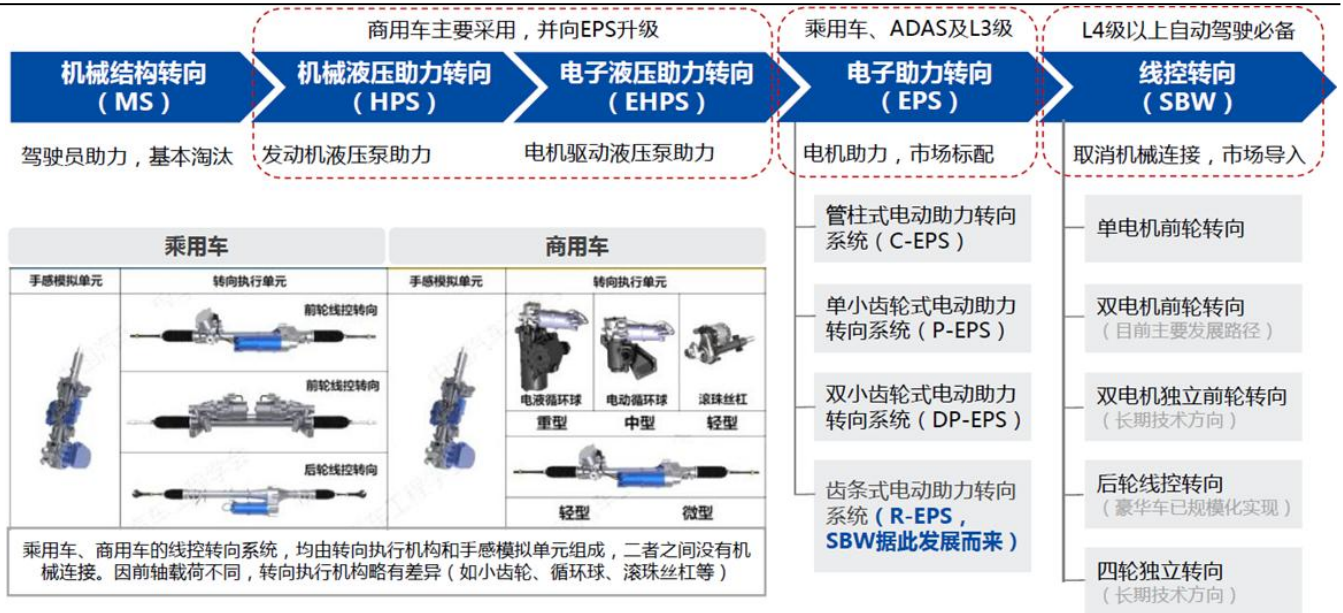 商用车主要采用，并向EPS升级
乘用车、ADAS及L3级
L4级以上自动驾驶必备
机械结构转向
（MS）
机械液压助力转向
（HPS）
电子液压助力转向
（EHPS）
电子助力转向
（EPS）
线控转向
（SBW）
驾驶员助力，基本淘汰
发动机液压泵助力
电机驱动液压泵助力
电机助力，市场标配
取消机械连接，市场导入
乘用车
商用车
手感模拟单元
转向执行单元
手感模拟单元
转向执行单元
前轮线控转向
前轮线控转向
后轮线控转向
电液循环球
电动循环球
滚珠丝杠
重型
中型
轻型
轻型
微型
乘用车、商用车的线控转向系统，均由转向执行机构和手感模拟单元组成，二者之间没有机
械连接。因前轴载荷不同，转向执行机构略有差异（如小齿轮、循环球、滚珠丝杠等）
管柱式电动助力转向
系统（C-EPS）
单小齿轮式电动助力
转向系统（P-EPS）
双小齿轮式电动助力
转向系统（DP-EPS）
齿条式电动助力转向
系统（R-EPS，
SBW据此发展而来）
单电机前轮转向
双电机前轮转向
（目前主要发展路径）
双电机独立前轮转向
（长期技术方向）
后轮线控转向
（豪华车已规模化实现）
四轮独立转向
（长期技术方向）